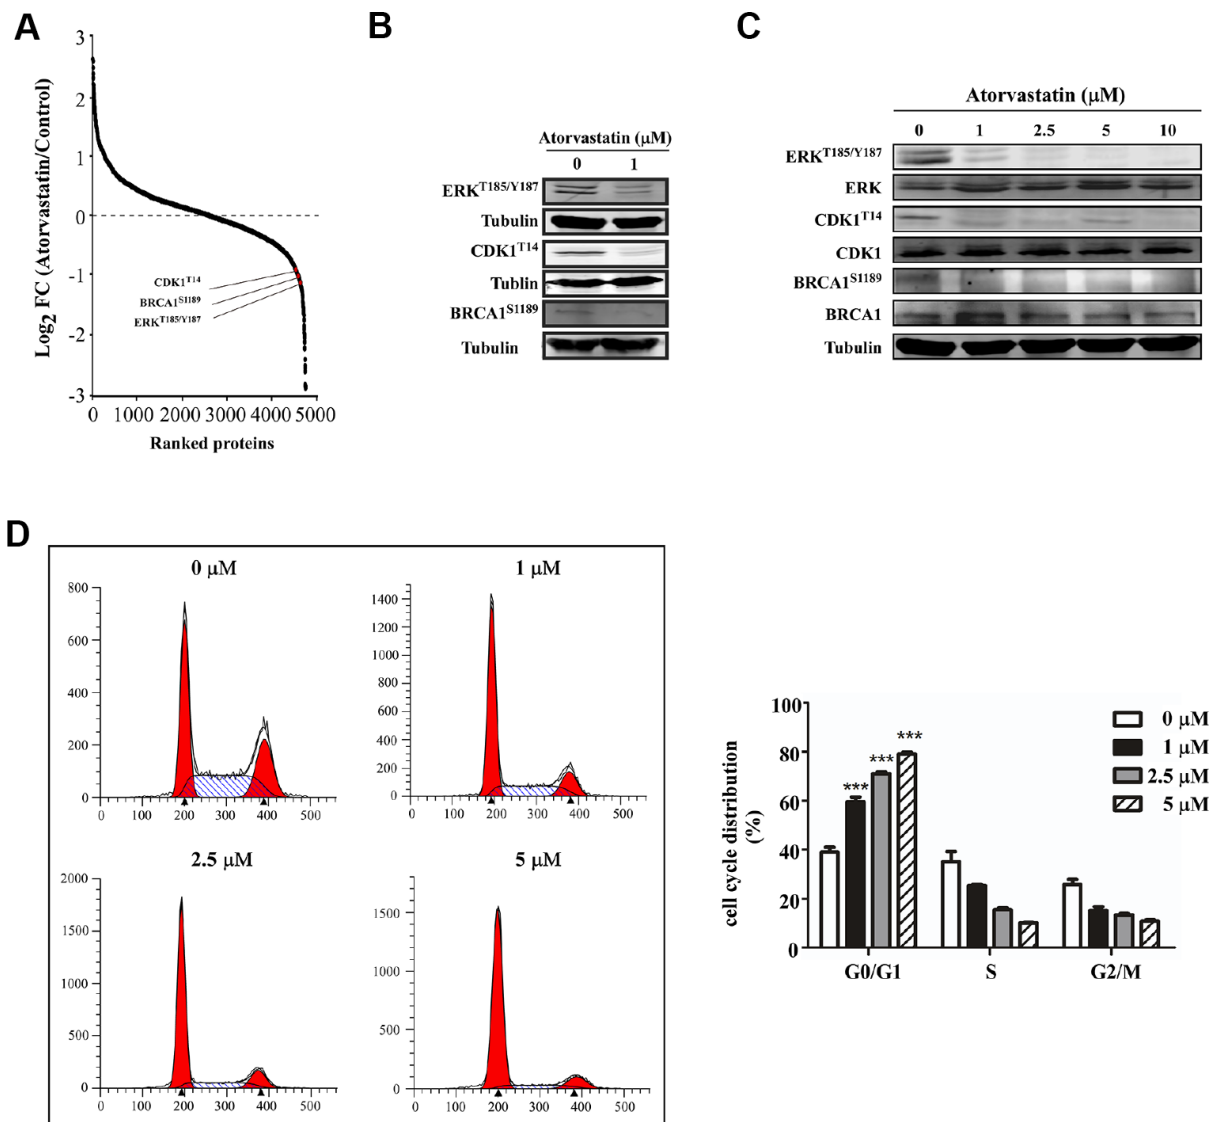 A
B
C
3
2
1
0
-1
-2
-3
Log2 FC (Atorvastatin/Control)
CDK1T14
BRCA1S1189
ERKT185/Y187
0 1000 2000 3000 4000 5000
Ranked proteins
Atorvastatin (μM)
0 1
ERKT185/Y187
Tubulin
CDK1T14
Tublin
BRCA1S1189
Tubulin
Atorvastatin (μM)
0 1 2.5 5 10
ERKT185/Y187
ERK
CDK1T14
CDK1
BRCA1S1189
BRCA1
Tubulin
D
0 μM
800
600
400
200
0
0 100 200 300 400 500
1 μM
1400
1200
1000
800
600
400
200
0
0 100 200 300 400 500
2.5 μM
2000
1500
1000
500
0
0 100 200 300 400 500
5 μM
1500
1000
500
0
0 100 200 300 400 500
cell cycle distribution
(%)
100
80
60
40
20
0
***
***
***
G0/G1 S G2/M
0 μM
1 μM
2.5 μM
5 μM